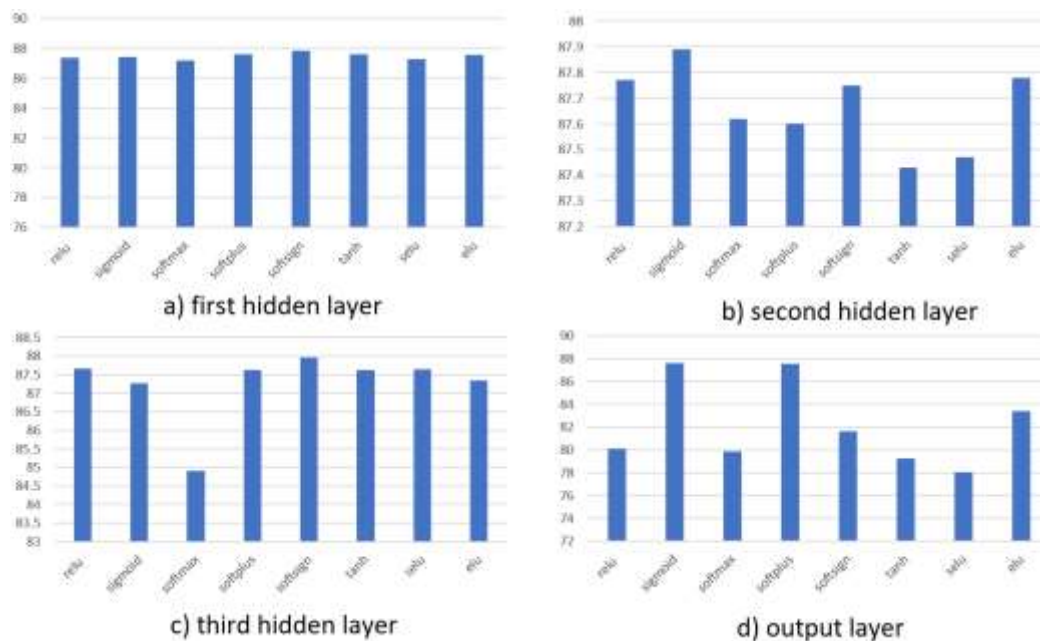 90
88
86
84
82
80
78
76
relu
sigmoid
softmax
softplus
softsign
tanh
selu
elu
a) first hidden layer
88
87.9
87.8
87.7
87.6
87.5
87.4
87.3
87.2
relu
sigmoid
softmax
softplus
softsign
tanh
selu
elu
b) second hidden layer
88.5
88
87.5
87
86.5
86
85.5
85
84.5
84
83.5
83
relu
sigmoid
softmax
softplus
softsign
tanh
selu
elu
c) third hidden layer
90
88
86
84
82
80
78
76
74
72
relu
sigmoid
softmax
softplus
softsign
tanh
selu
elu
d) output layer